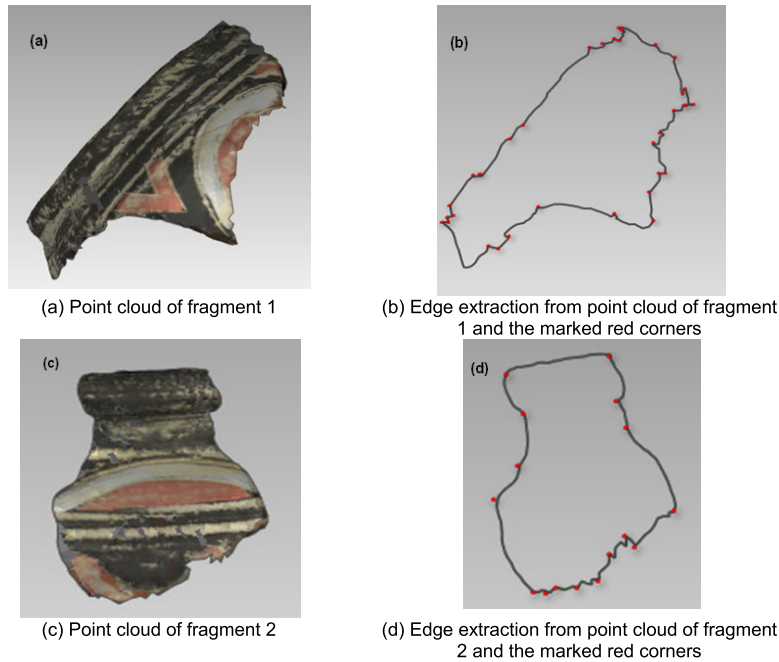 (a)
(b)
(a) Point cloud of fragment 1
(b) Edge extraction from point cloud of fragment
1 and the marked red corners
(c)
(d)
(c) Point cloud of fragment 2
(d) Edge extraction from point cloud of fragment
2 and the marked red corners